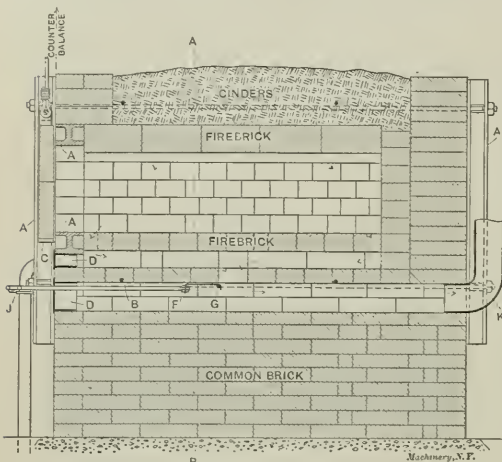 COUNTER
BALANCE
A
CINDERS
A
FIREBRICK
A
A
A
FIREBRICK
C
D
J
B
F
G
K
D
COMMON BRICK
Machinery, N.Y.